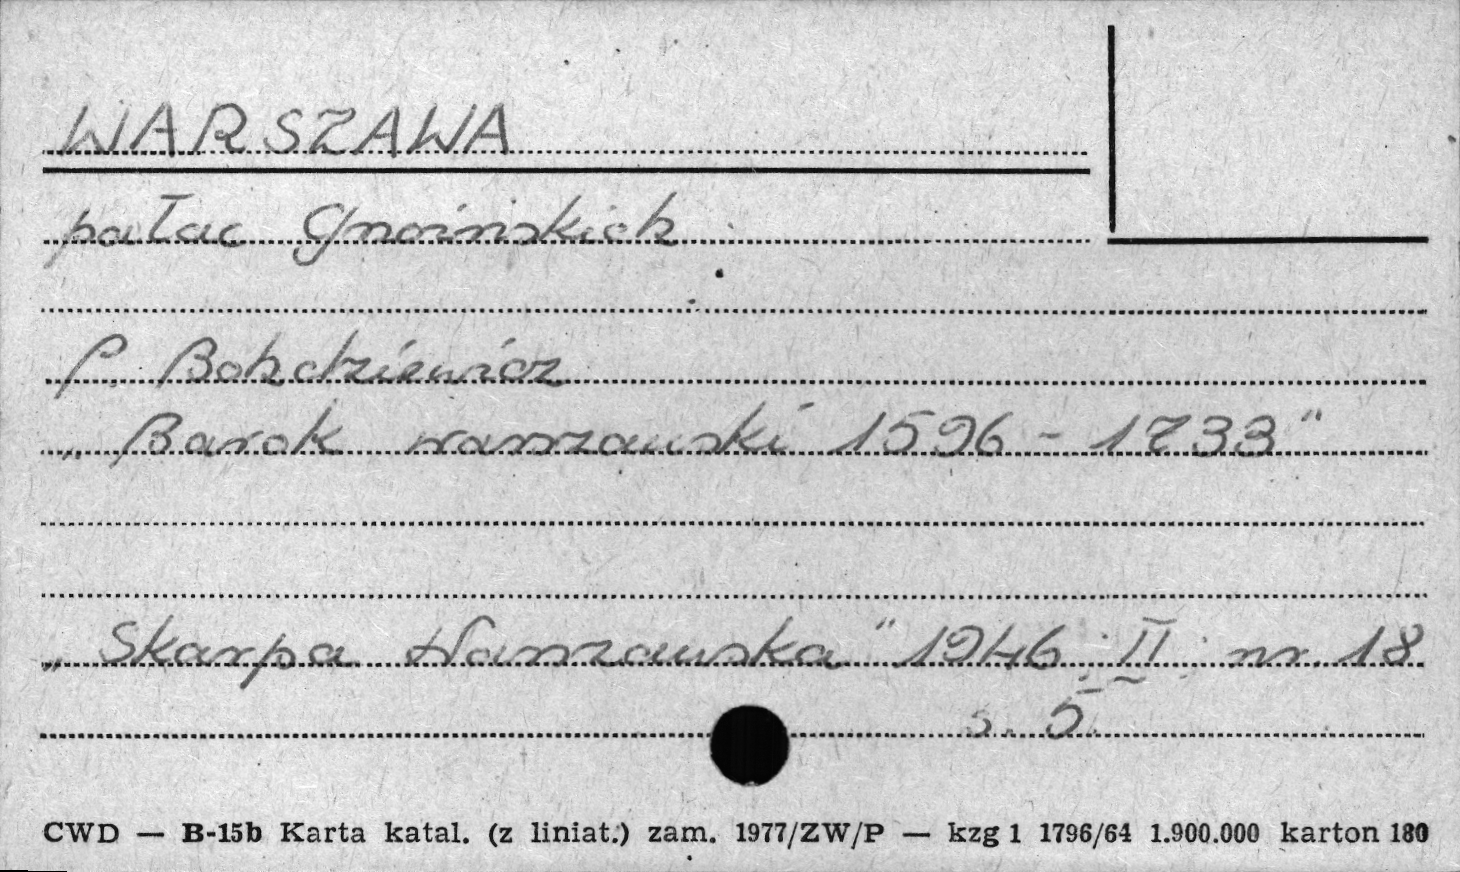 WARSZAWA
pałac Gnoińskich
P. Bohdziewicz
„Barok warszawski 1596 - 1733"
„Skarpa Warszawska" 1946. II. nr. 18
s. 5.
CWD — B-15b Karta katal. (z liniat.) zam. 1977/ZW/P — kzg 1 1796/64 1.900.000 karton 180